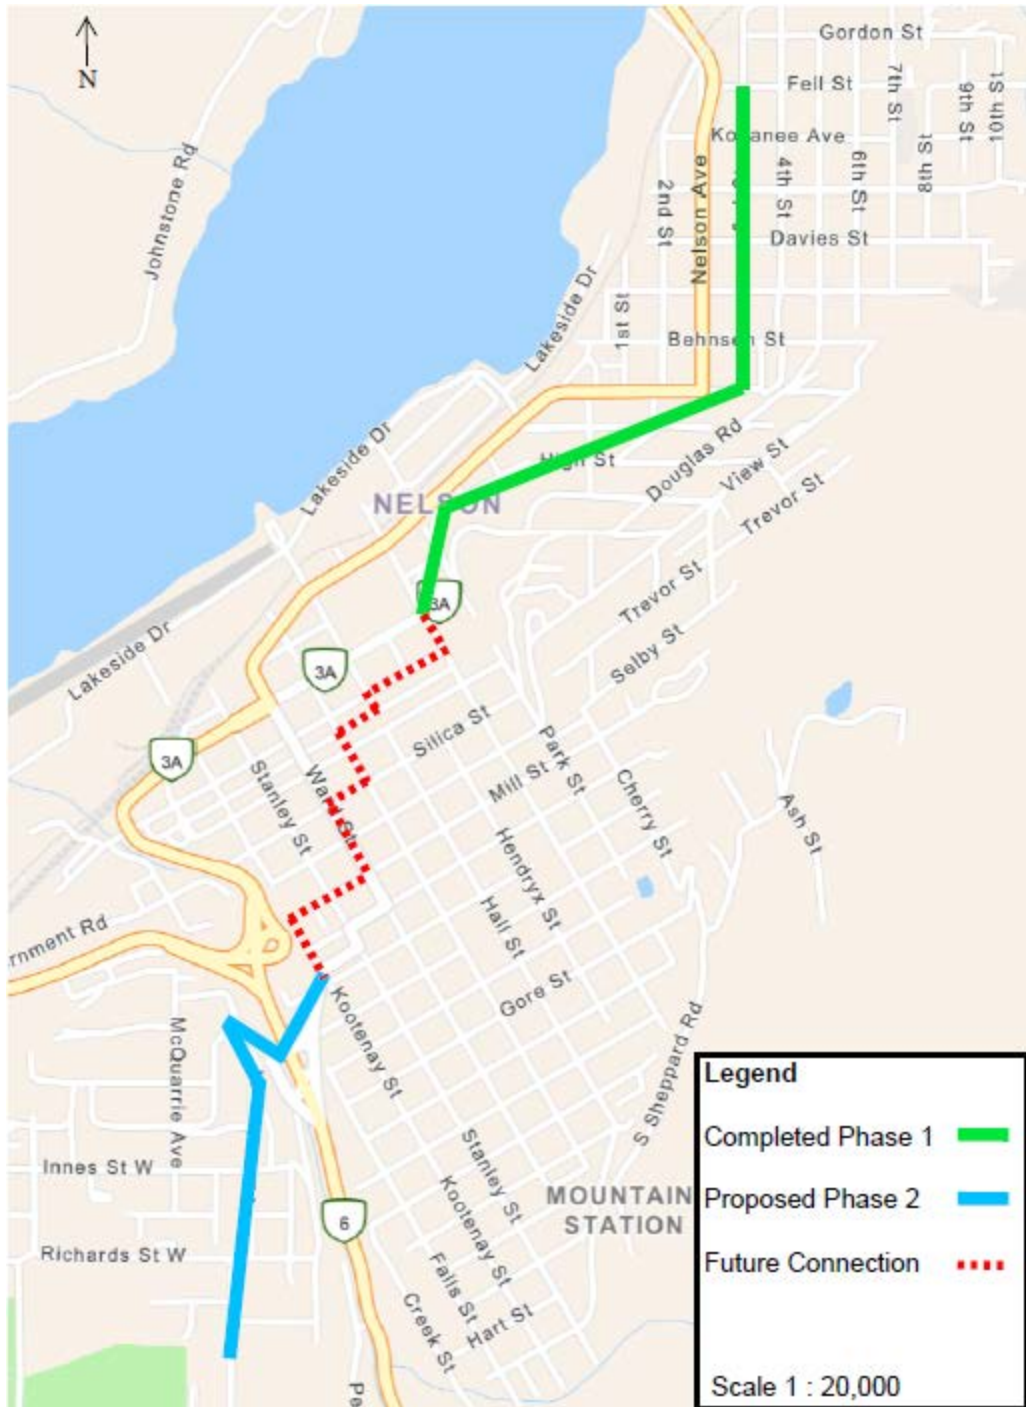 N
Gordon St
Fell St
7th St
9th St
10th St
Nelson Ave
4th St
6th St
8th St
2nd St
Davies St
Johnstone Rd
Lakeside Dr
1st St
Behnsen St
Lakeside Dr
High St
Douglas Rd
View St
Trevor St
NELSON
3A
Trevor St
Selby St
Lakeside Dr
3A
3A
Silica St
Park St
Stanley St
Ward St
Mill St
Cherry St
Ash St
Hendryx St
Hall St
Gore St
Kootenay St
McQuarrie Ave
S Sheppard Rd
Innes St W
Stanley St
Kootenay St
MOUNTAIN
STATION
6
Richards St W
Falls St
Hart St
Creek St
Legend
Completed Phase 1
Proposed Phase 2
Future Connection
Scale 1 : 20,000